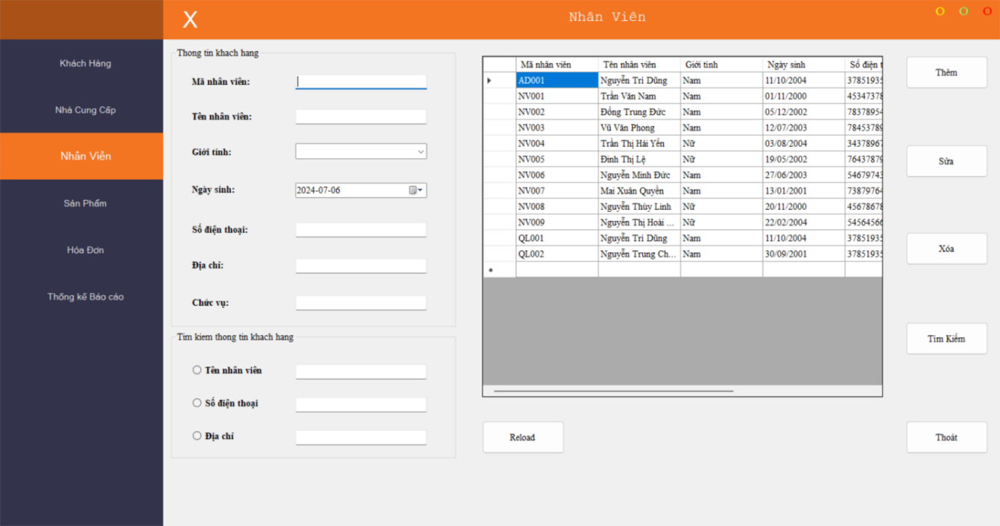 X
Nhân Viên
O O O
Khách Hàng
Nhà Cung Cấp
Nhân Viên
Sản Phẩm
Hóa Đơn
Thống kê Báo cáo
Thong tin khach hang
Mã nhân viên:
Tên nhân viên:
Giới tính:
Ngày sinh: 2024-07-06
Số điện thoại:
Địa chỉ:
Chức vụ:
Tim kiem thong tin khach hang
Tên nhân viên
Số điện thoại
Địa chỉ
Mã nhân viên Tên nhân viên Giới tính Ngày sinh Số điện t
AD001 Nguyễn Trí Dũng Nam 11/10/2004 37851935
NV001 Trần Văn Nam Nam 01/11/2000 45347378
NV002 Đồng Trung Đức Nam 05/12/2002 78378954
NV003 Vũ Văn Phong Nam 12/07/2003 78453789
NV004 Trần Thị Hải Yến Nữ 03/08/2004 34378967
NV005 Đinh Thị Lệ Nữ 19/05/2002 76437879
NV006 Nguyễn Minh Đức Nam 27/06/2003 54679743
NV007 Mai Xuân Quyền Nam 13/01/2001 73879764
NV008 Nguyễn Thùy Linh Nữ 20/11/2000 45678678
NV009 Nguyễn Thị Hoài ... Nữ 22/02/2004 54564566
QL001 Nguyễn Trí Dũng Nam 11/10/2004 37851935
QL002 Nguyễn Trung Ch... Nam 30/09/2001 37851935
Reload
Thêm
Sửa
Xóa
Tìm Kiếm
Thoát